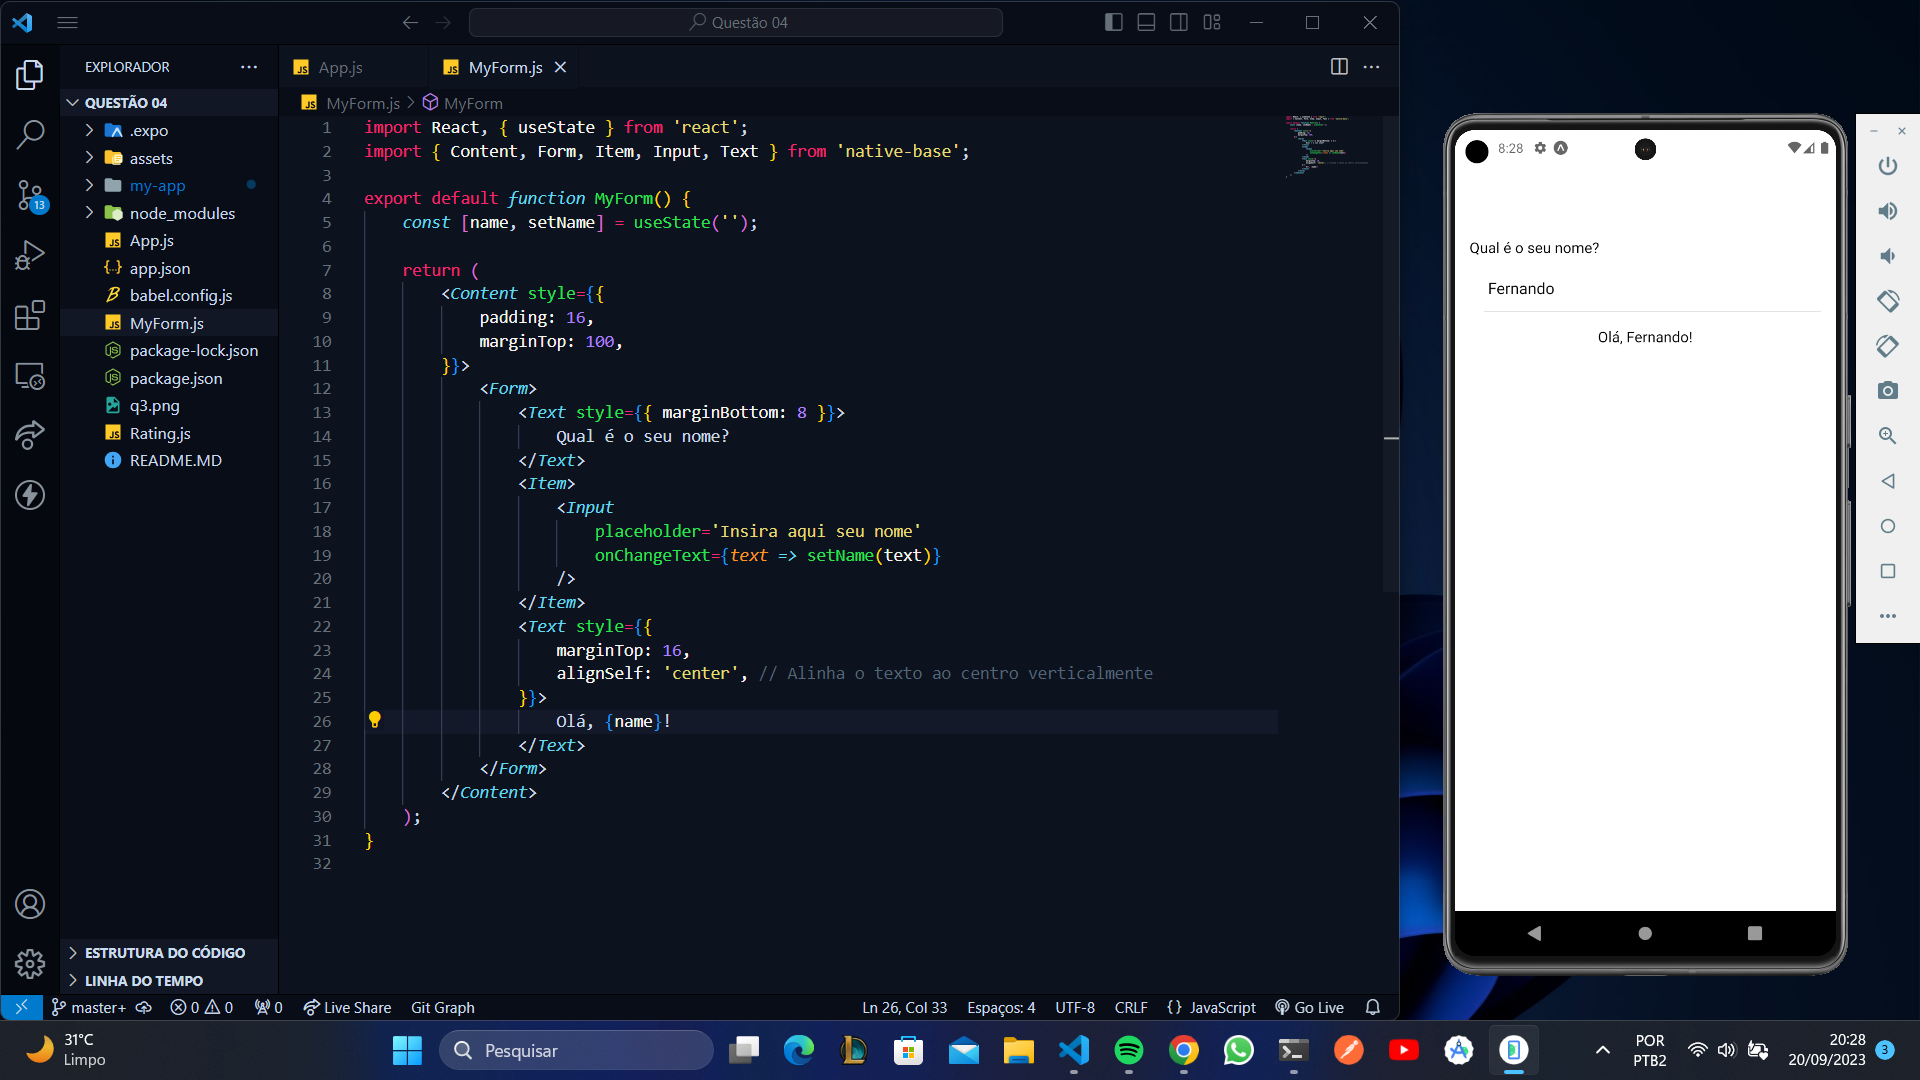 Questão 04
EXPLORADOR
QUESTÃO 04
.expo
assets
my-app
node_modules
App.js
app.json
babel.config.js
MyForm.js
package-lock.json
package.json
q3.png
Rating.js
README.MD
ESTRUTURA DO CÓDIGO
LINHA DO TEMPO
13
App.js
MyForm.js
MyForm.js > MyForm
1 import React, { useState } from 'react';
2 import { Content, Form, Item, Input, Text } from 'native-base';
3
4 export default function MyForm() {
5 const [name, setName] = useState('');
6
7 return (
8 <Content style={{
9 padding: 16,
10 marginTop: 100,
11 }}>
12 <Form>
13 <Text style={{ marginBottom: 8 }}>
14 Qual é o seu nome?
15 </Text>
16 <Item>
17 <Input
18 placeholder='Insira aqui seu nome'
19 onChangeText={text => setName(text)}
20 />
21 </Item>
22 <Text style={{
23 marginTop: 16,
24 alignSelf: 'center', // Alinha o texto ao centro verticalmente
25 }}>
26 Olá, {name}!
27 </Text>
28 </Form>
29 </Content>
30 );
31 }
32
8:28
Qual é o seu nome?
Fernando
Olá, Fernando!
master+ 0 0 0 Live Share Git Graph Ln 26, Col 33 Espaços: 4 UTF-8 CRLF {} JavaScript Go Live
31°C
Limpo
Pesquisar
POR
PTB2
20:28
20/09/2023
3